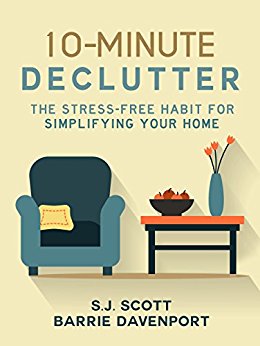 10-MINUTE
DECLUTTER
THE STRESS-FREE HABIT FOR
SIMPLIFYING YOUR HOME
S.J. SCOTT
BARRIE DAVENPORT